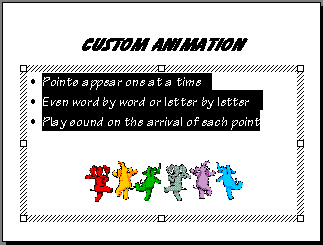 CUSTOM ANIMATION
• Points appear one at a time
• Even word by word or letter by letter
• Play sound on the arrival of each point